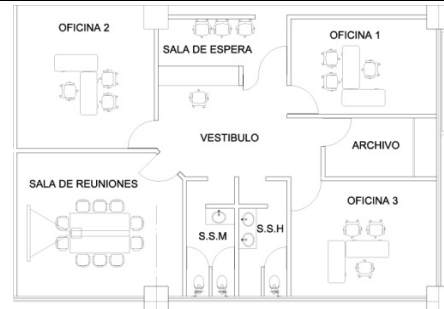 OFICINA 2
OFICINA 1
SALA DE ESPERA
VESTIBULO
ARCHIVO
SALA DE REUNIONES
OFICINA 3
S.S.M
S.S.H